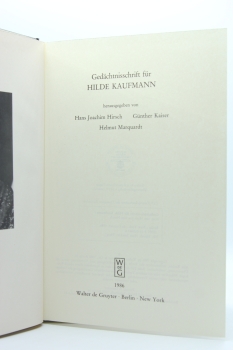 Gedächtnisschrift für
HILDE KAUFMANN
herausgegeben von
Hans Joachim Hirsch Günther Kaiser
Helmut Marquardt
W
DE
G
1986
Walter de Gruyter · Berlin · New York